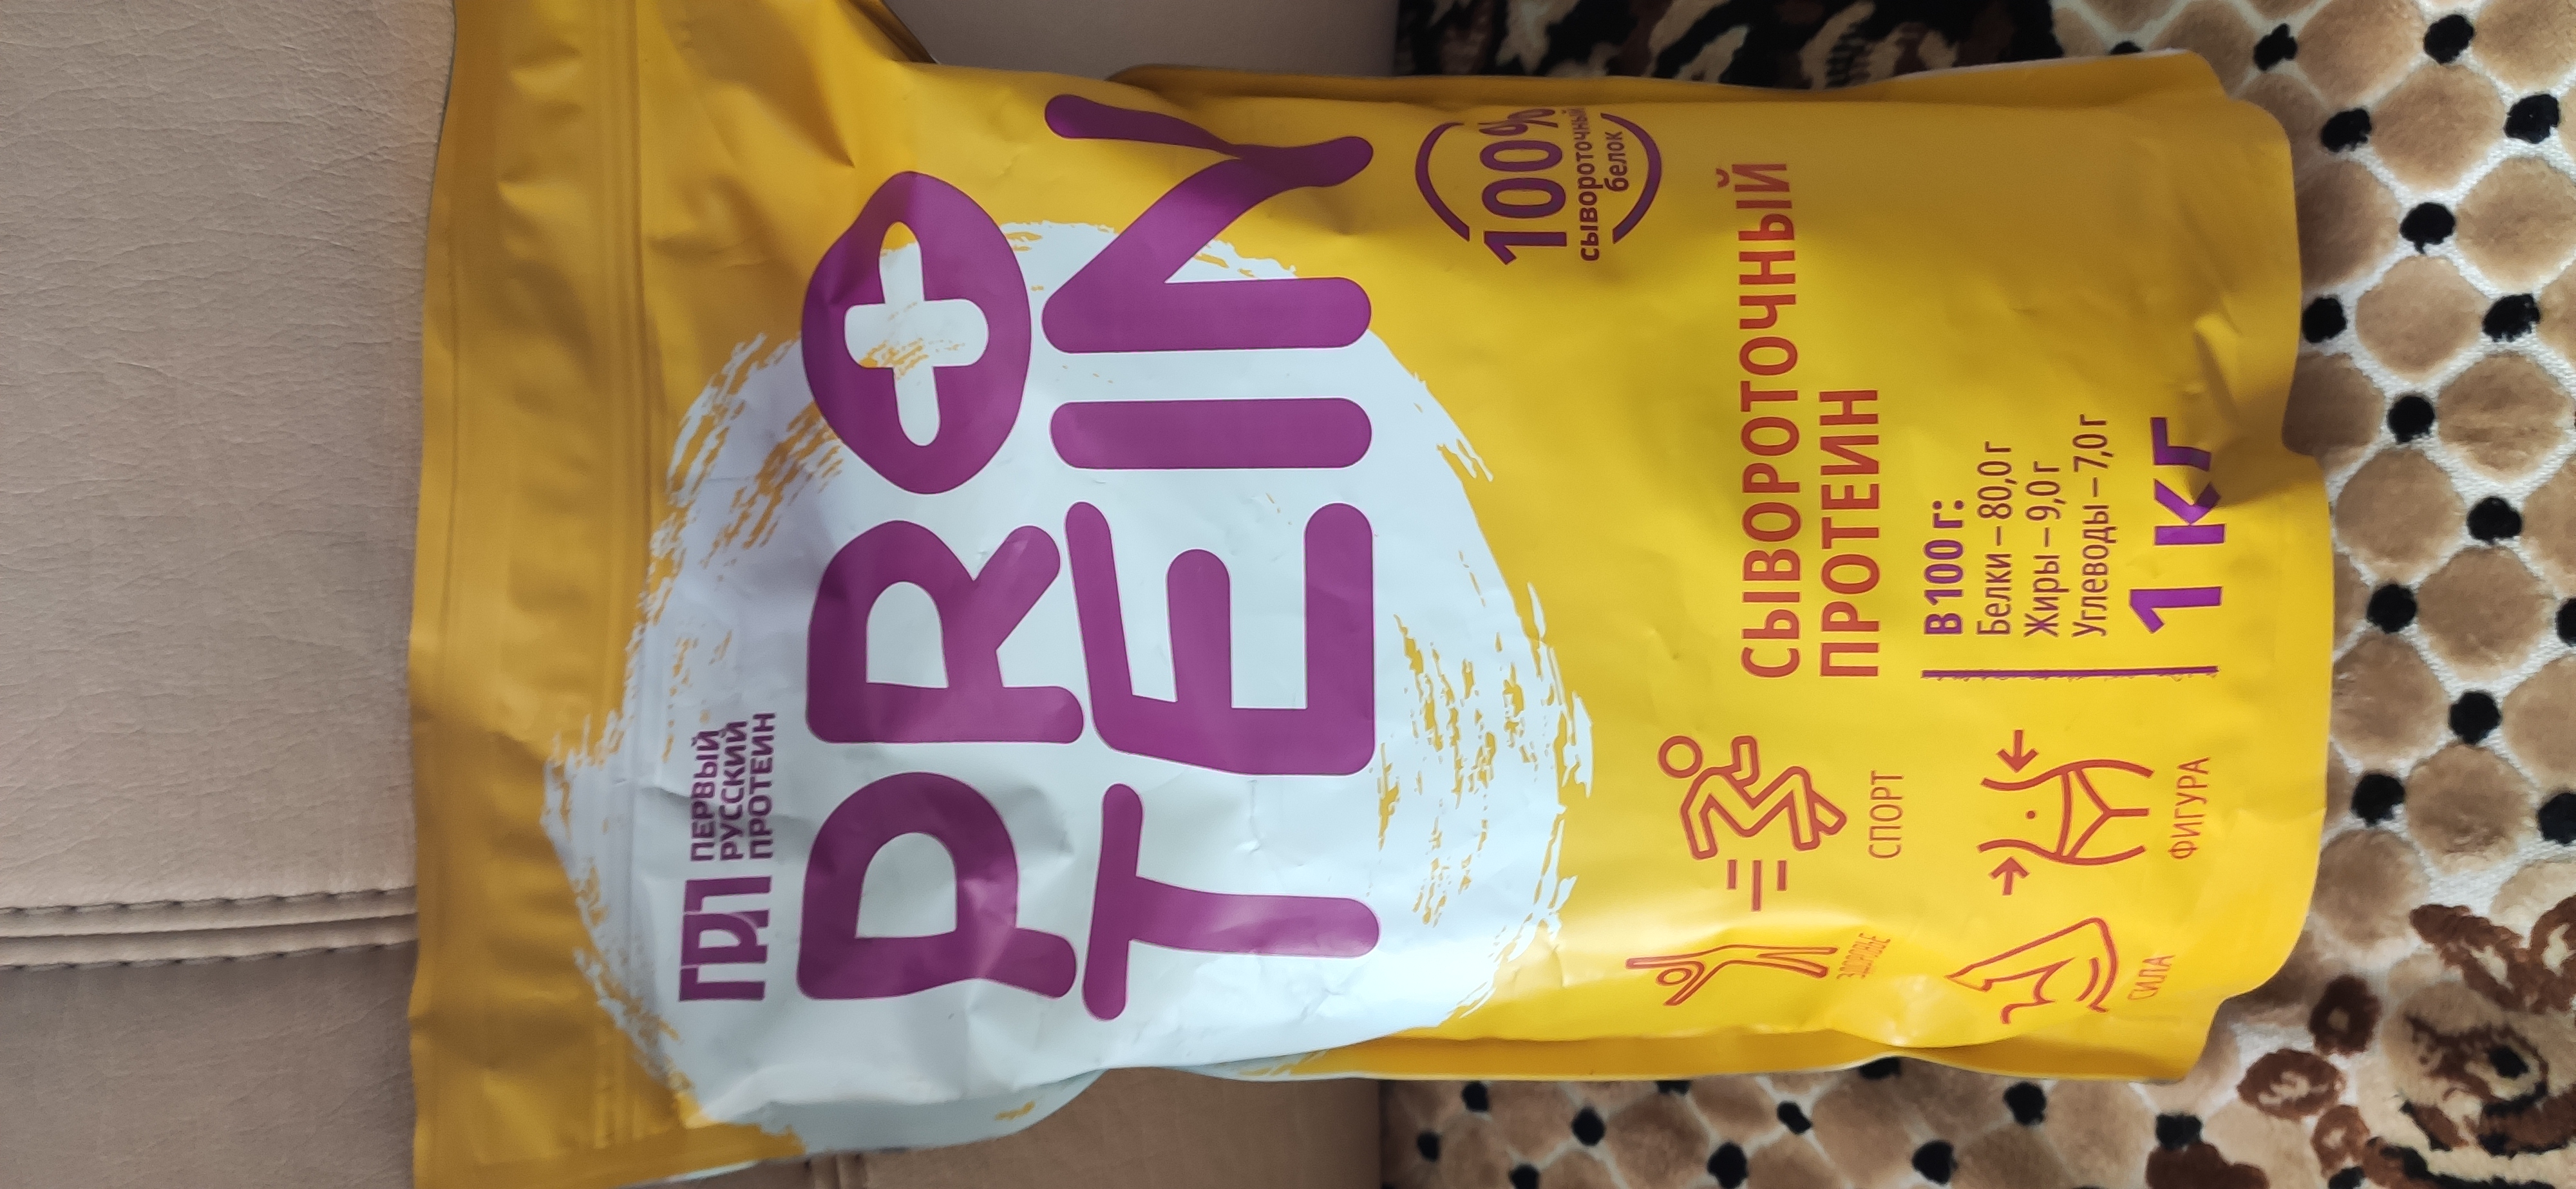 ГРП
ПЕРВЫЙ
РУССКИЙ
ПРОТЕИН
PRO
TEIN
100%
сывороточный
белок
СЫВОРОТОЧНЫЙ
ПРОТЕИН
В 100 г:
Белки – 80,0 г
Жиры – 9,0 г
Углеводы – 7,0 г
1 КГ
ЗДОРОВЬЕ
СПОРТ
СИЛА
ФИГУРА